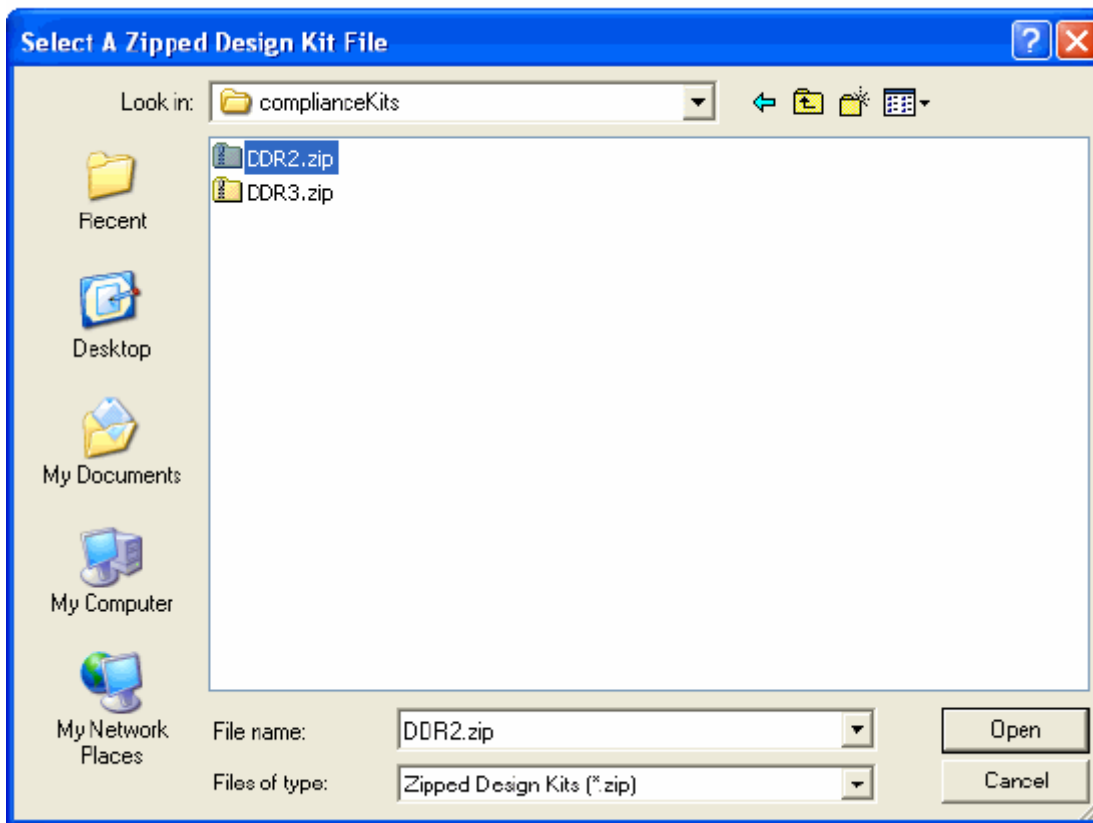 Select A Zipped Design Kit File
Look in: complianceKits
DDR2.zip
DDR3.zip
Recent
Desktop
My Documents
My Computer
My Network
Places
File name: DDR2.zip Open
Files of type: Zipped Design Kits (*.zip) Cancel